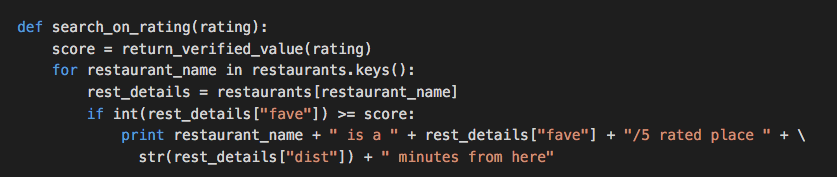 def search_on_rating(rating):
    score = return_verified_value(rating)
    for restaurant_name in restaurants.keys():
        rest_details = restaurants[restaurant_name]
        if int(rest_details["fave"]) >= score:
            print restaurant_name + " is a " + rest_details["fave"] + "/5 rated place " + \
              str(rest_details["dist"]) + " minutes from here"